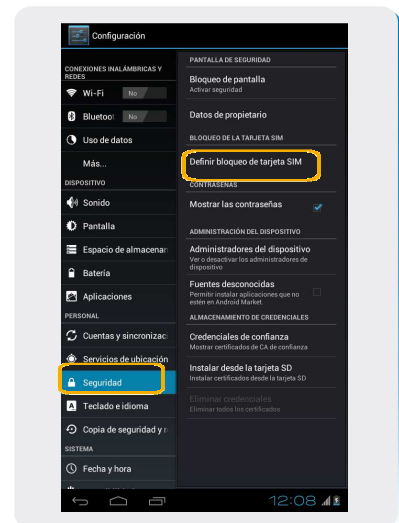 Configuración
CONEXIONES INALÁMBRICAS Y
REDES
Wi-Fi No
Bluetoo No
Uso de datos
Más...
DISPOSITIVO
Sonido
Pantalla
Espacio de almacenan
Batería
Aplicaciones
PERSONAL
Cuentas y sincronizaci
Servicios de ubicación
Seguridad
Teclado e idioma
Copia de seguridad y r
SISTEMA
Fecha y hora
PANTALLA DE SEGURIDAD
Bloqueo de pantalla
Activar seguridad
Datos de propietario
BLOQUEO DE LA TARJETA SIM
Definir bloqueo de tarjeta SIM
CONTRASEÑAS
Mostrar las contraseñas
ADMINISTRACIÓN DEL DISPOSITIVO
Administradores del dispositivo
Ver o desactivar los administradores de
dispositivo
Fuentes desconocidas
Permitir instalar aplicaciones que no
estén en Android Market.
ALMACENAMIENTO DE CREDENCIALES
Credenciales de confianza
Mostrar certificados de CA de confianza
Instalar desde la tarjeta SD
Instalar certificados desde la tarjeta SD
Eliminar credenciales
Eliminar todos los certificados
12:08